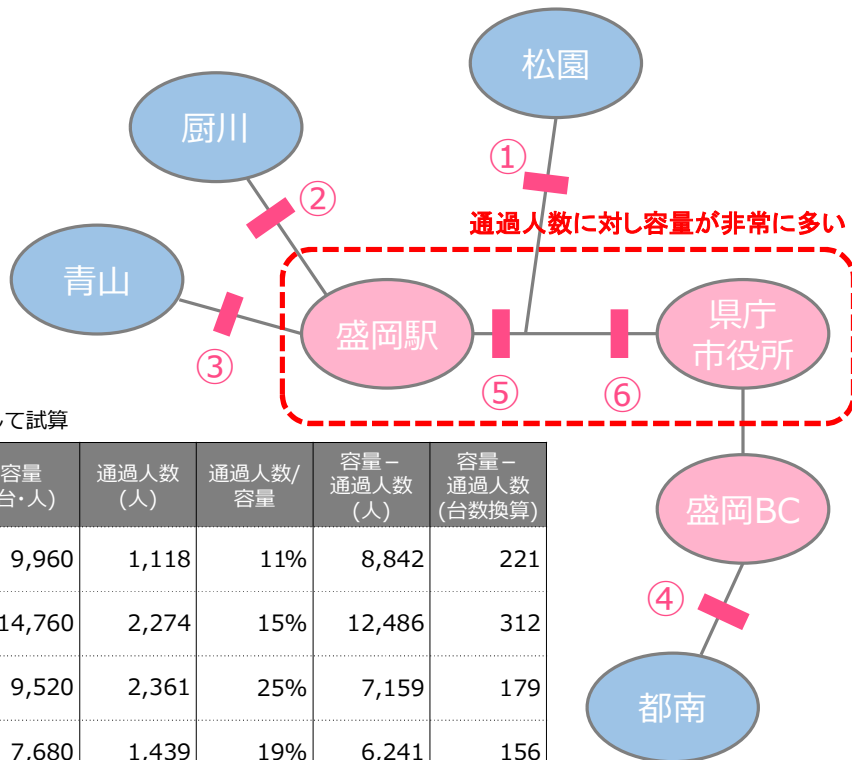 松園
厨川
①
②
通過人数に対し容量が非常に多い
青山
県庁
市役所
盛岡駅
③
⑤
⑥
して試算
容量
台・人)
通過人数
(人)
通過人数/
容量
容量－
通過人数
(人)
容量－
通過人数
(台数換算)
盛岡BC
9,960 1,118 11% 8,842 221
④
14,760 2,274 15% 12,486 312
9,520 2,361 25% 7,159 179
都南
7,680 1,439 19% 6,241 156